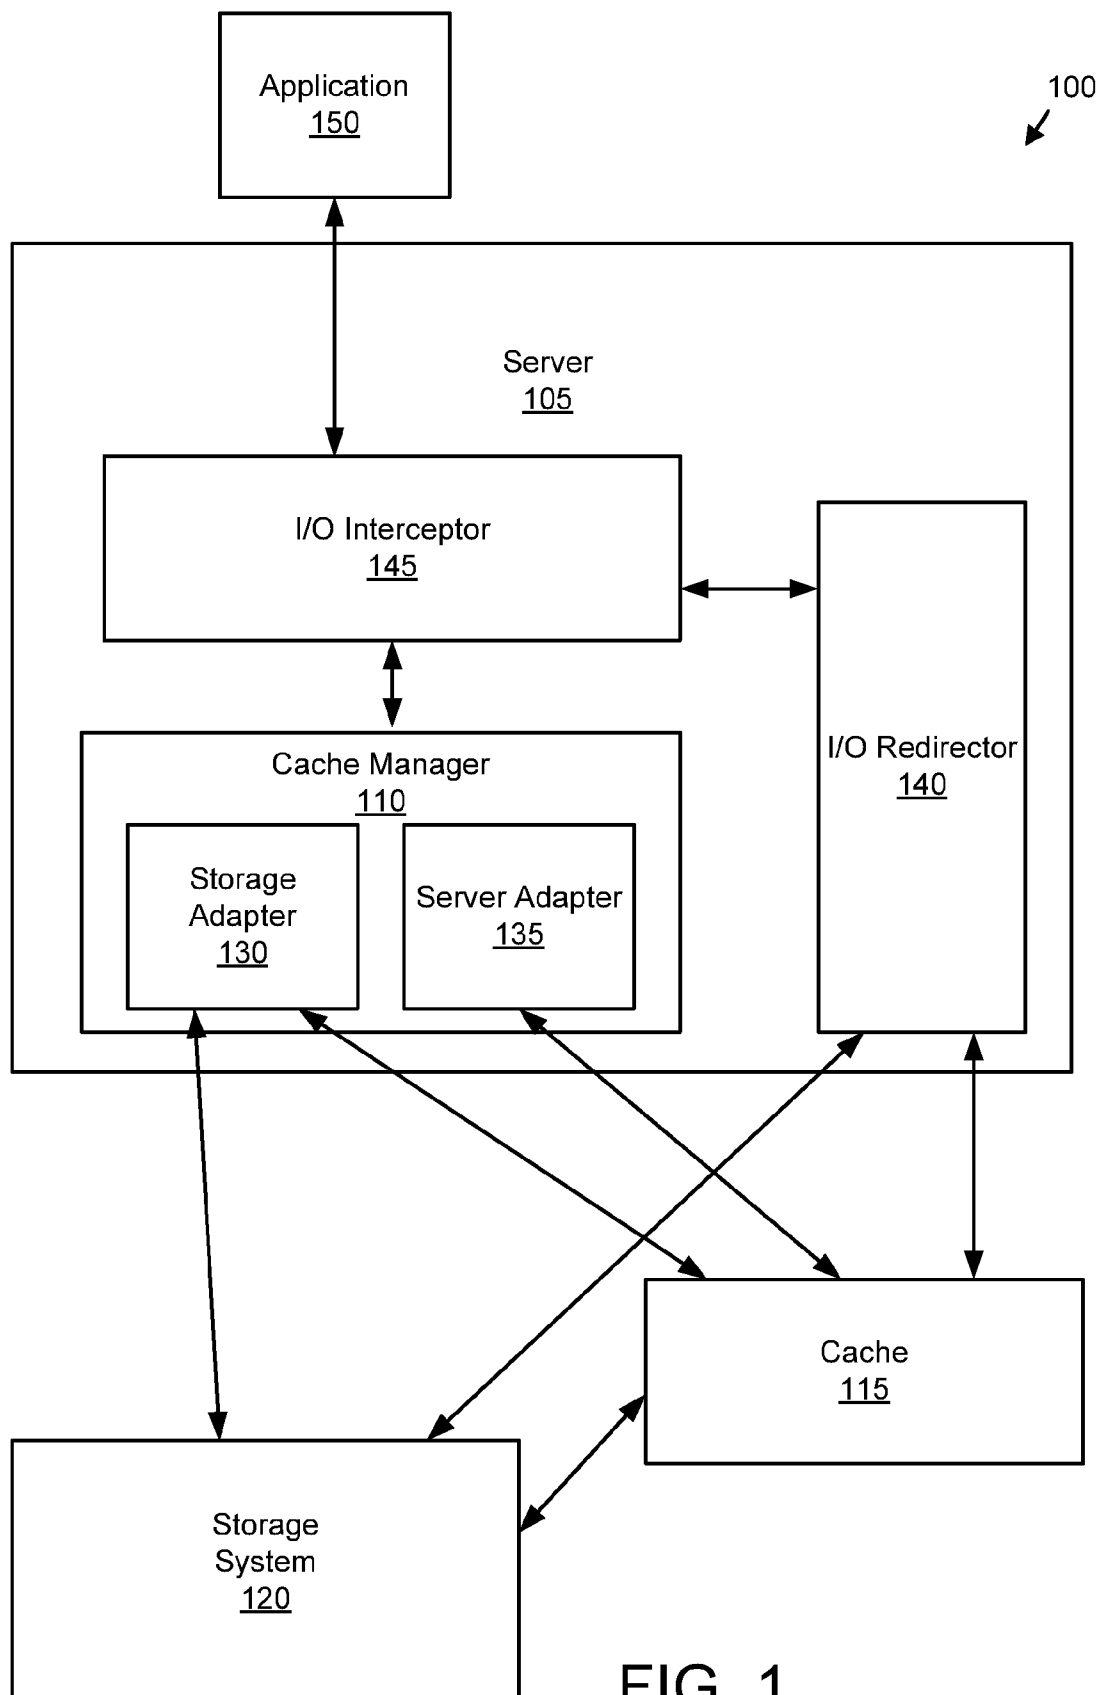 Application
150
100
Server
105
I/O Interceptor
145
I/O Redirector
140
Cache Manager
110
Storage
Adapter
130
Server Adapter
135
Cache
115
Storage
System
120
FIG. 1